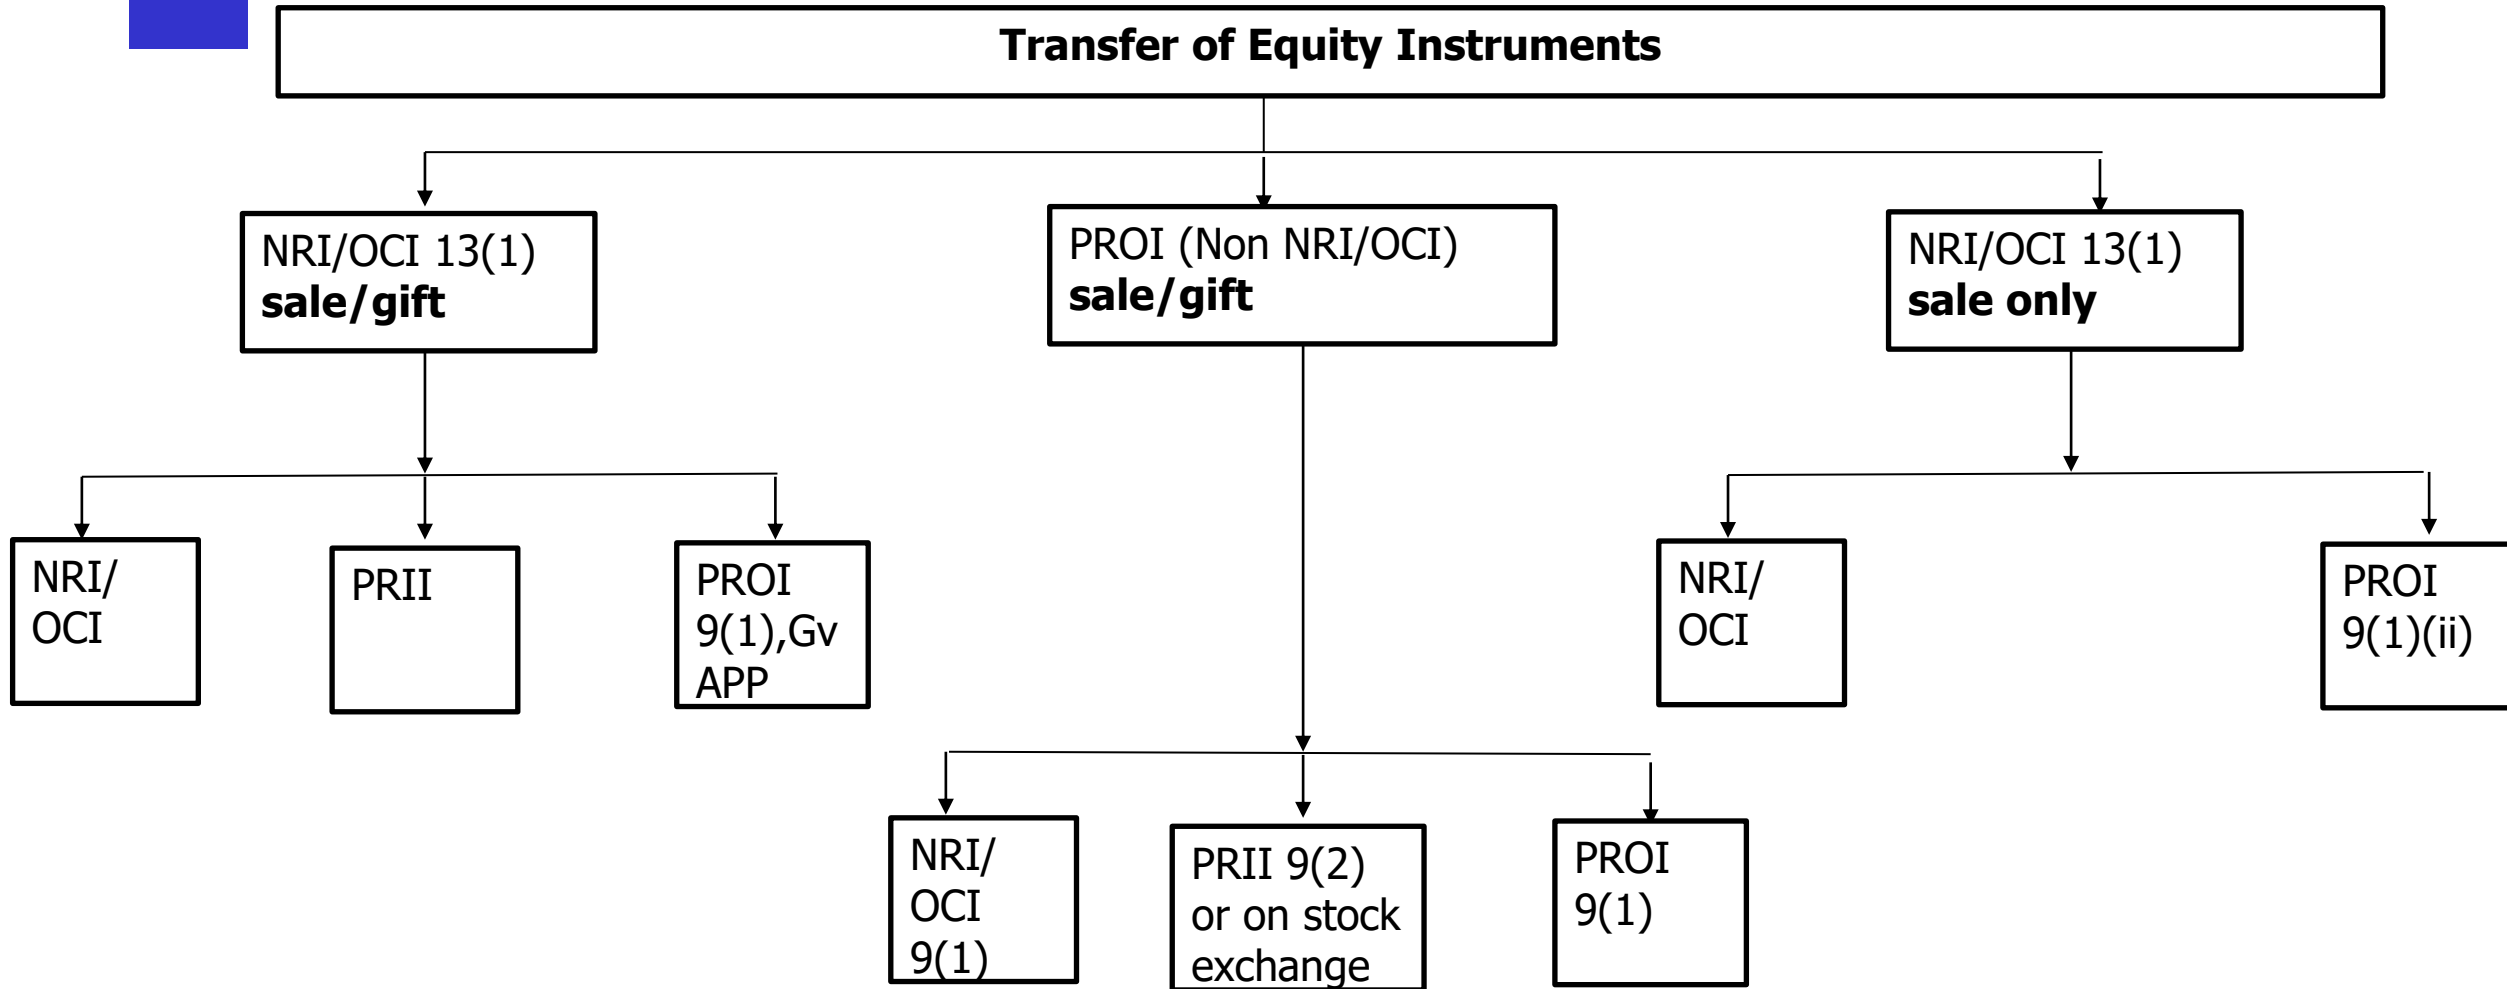 Transfer of Equity Instruments
NRI/OCI 13(1)
sale/gift
PROI (Non NRI/OCI)
sale/gift
NRI/OCI 13(1)
sale only
NRI/
OCI
PRII
PROI
9(1),Gv
APP
NRI/
OCI
PROI
9(1)(ii)
NRI/
OCI
9(1)
PRII 9(2)
or on stock
exchange
PROI
9(1)